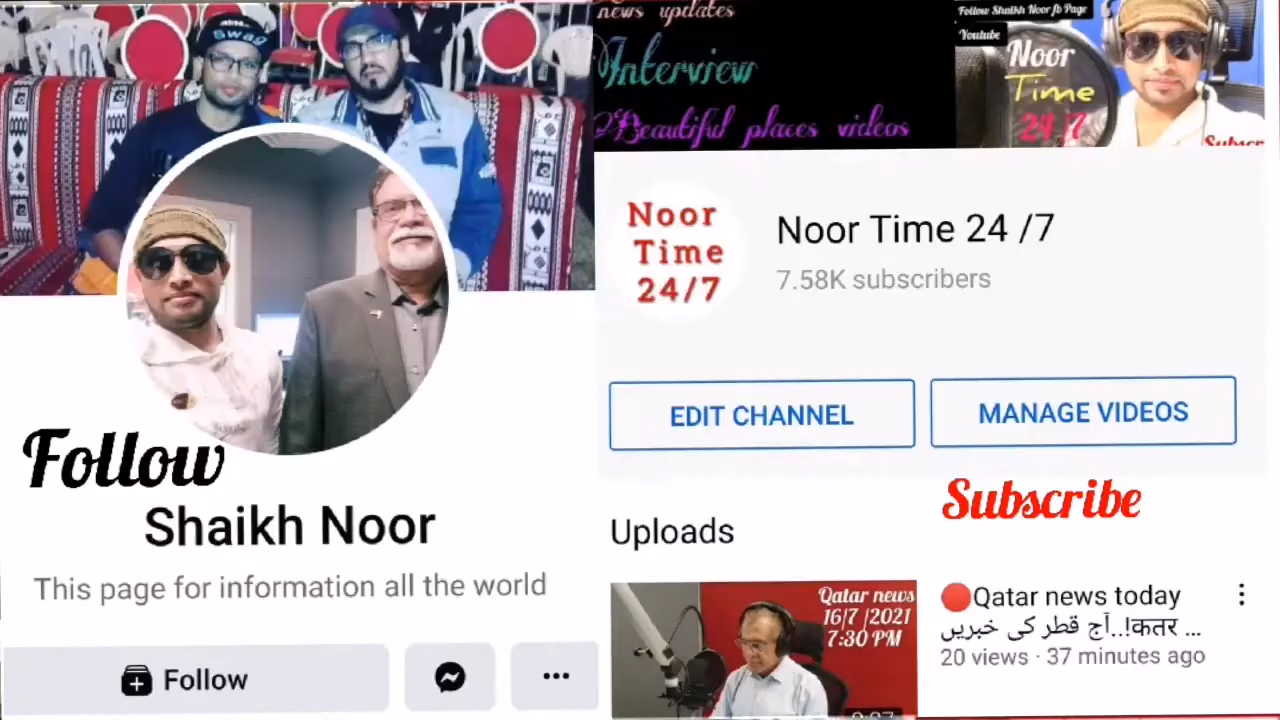 Swag
Follow
Shaikh Noor
This page for information all the world
Follow
news updates
Interview
Beautiful places videos
Follow Shaikh Noor fb Page
Youtube
Noor
Time
24/7
Noor
Time
24/7
Noor Time 24 /7
7.58K subscribers
EDIT CHANNEL
MANAGE VIDEOS
Subscribe
Uploads
Qatar news
16/7 /2021
7:30 PM
🔴Qatar news today
آج قطر کی خبریں..!कतर ...
20 views · 37 minutes ago